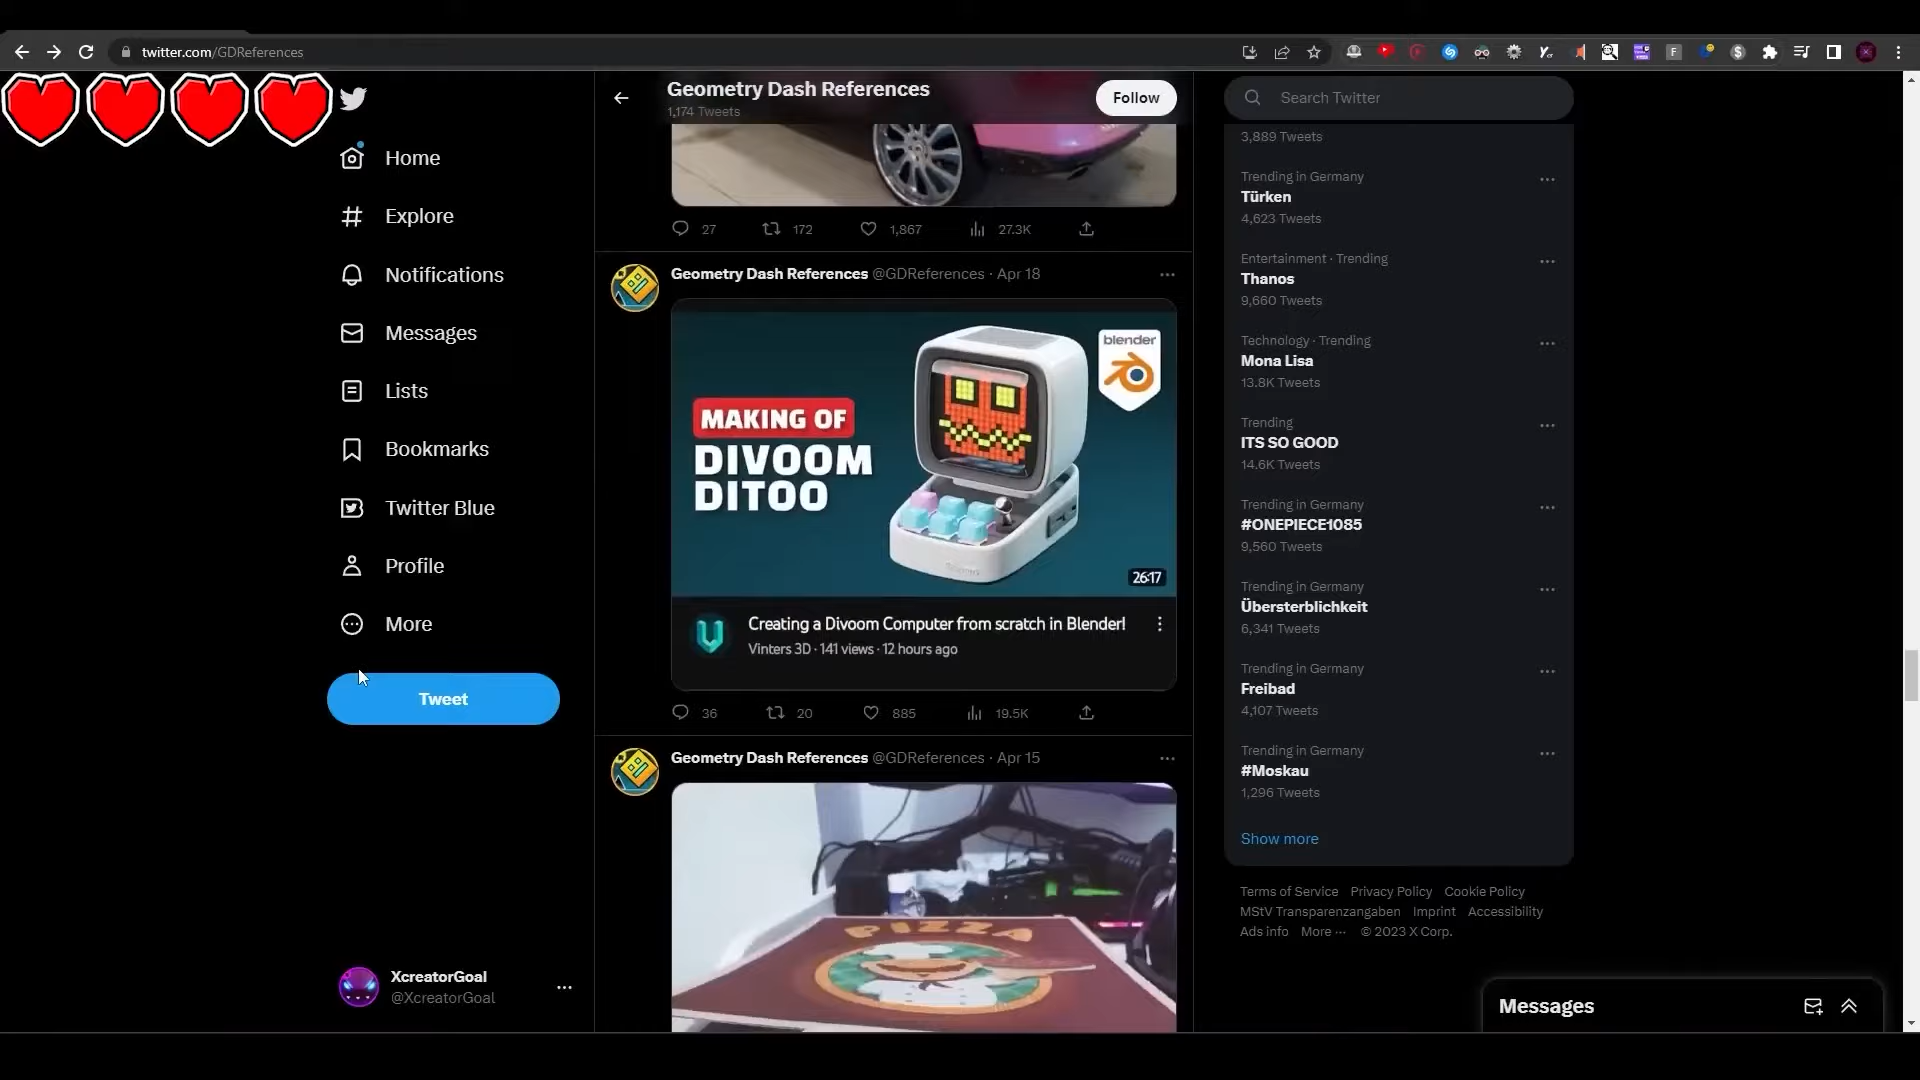 twitter.com/GDReferences
Home
Explore
Notifications
Messages
Lists
Bookmarks
Twitter Blue
Profile
More
Tweet
XcreatorGoal
@XcreatorGoal
Geometry Dash References
1,174 Tweets
Follow
27 172 1,867 27.3K
Geometry Dash References @GDReferences · Apr 18
blender
MAKING OF
DIVOOM
DITOO
26:17
Creating a Divoom Computer from scratch in Blender!
Vinters 3D · 141 views · 12 hours ago
36 20 885 19.5K
Geometry Dash References @GDReferences · Apr 15
PIZZA
Search Twitter
3,889 Tweets
Trending in Germany
Türken
4,623 Tweets
Entertainment · Trending
Thanos
9,660 Tweets
Technology · Trending
Mona Lisa
13.8K Tweets
Trending
ITS SO GOOD
14.6K Tweets
Trending in Germany
#ONEPIECE1085
9,560 Tweets
Trending in Germany
Übersterblichkeit
6,341 Tweets
Trending in Germany
Freibad
4,107 Tweets
Trending in Germany
#Moskau
1,296 Tweets
Show more
Terms of Service Privacy Policy Cookie Policy
MStV Transparenzangaben Imprint Accessibility
Ads info More ··· © 2023 X Corp.
Messages